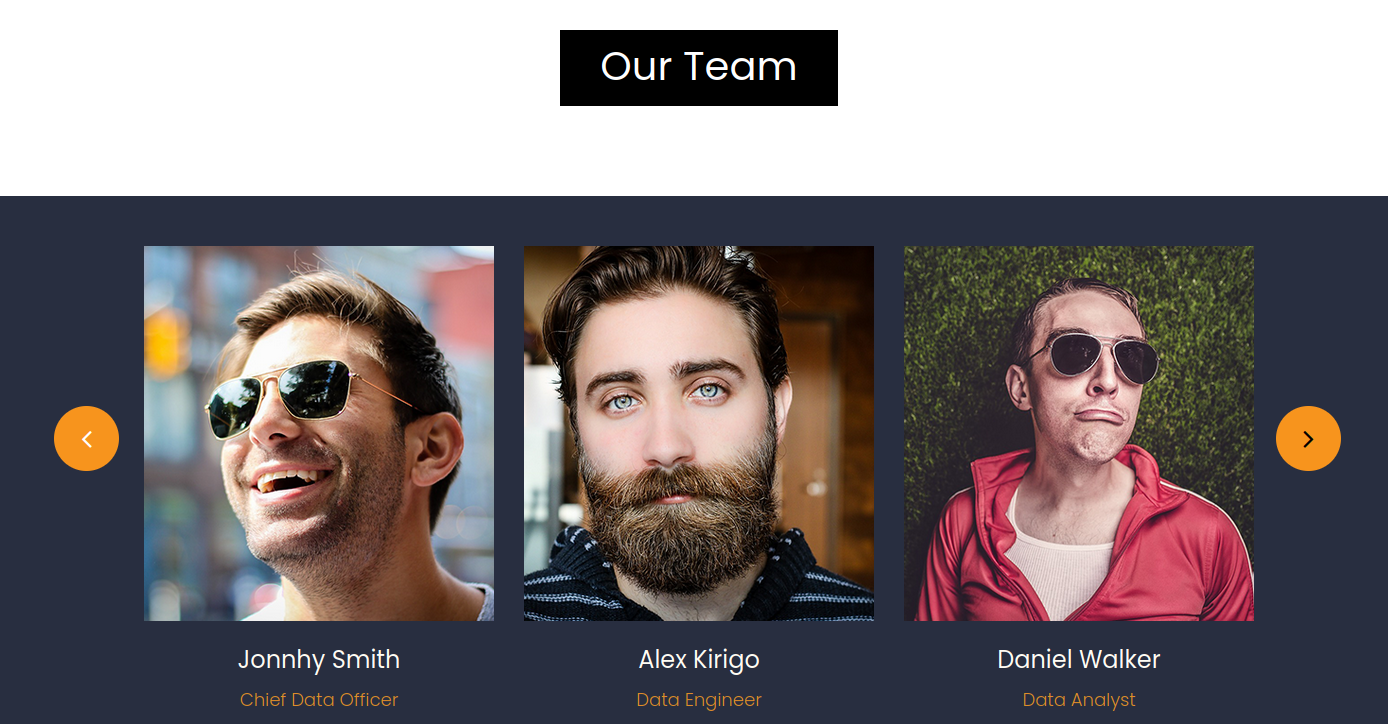 Our Team
Jonnhy Smith
Alex Kirigo
Daniel Walker
Chief Data Officer
Data Engineer
Data Analyst